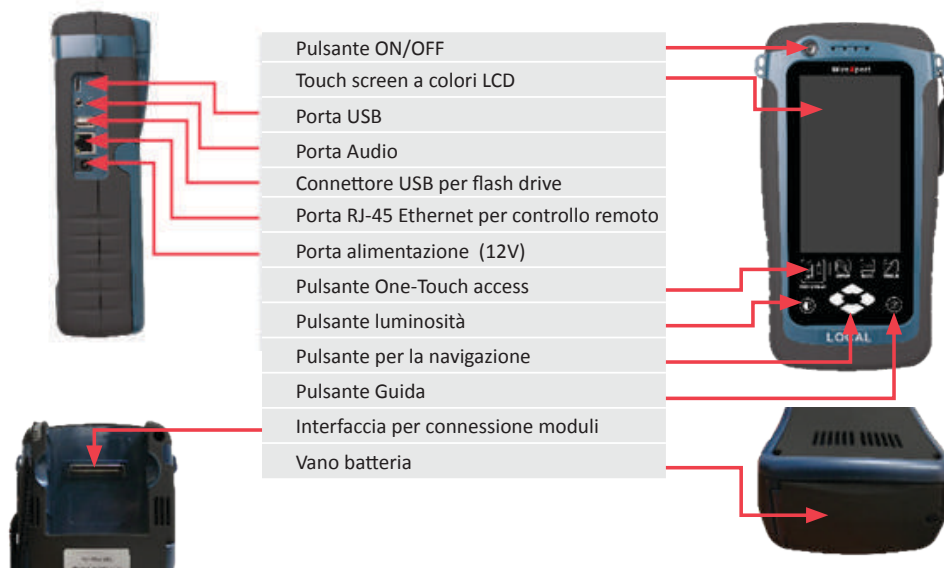 Pulsante ON/OFF
Touch screen a colori LCD
Porta USB
Porta Audio
Connettore USB per flash drive
Porta RJ-45 Ethernet per controllo remoto
Porta alimentazione (12V)
Pulsante One-Touch access
Pulsante luminosità
Pulsante per la navigazione
Pulsante Guida
Interfaccia per connessione moduli
Vano batteria
WireXpert
LOCAL